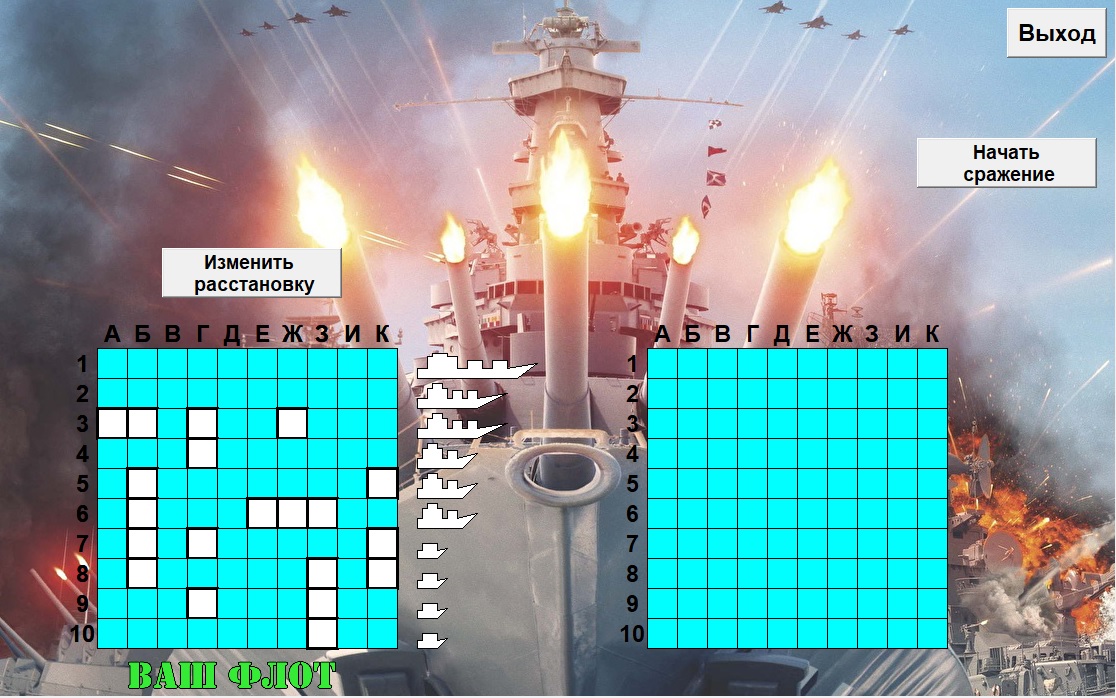 Выход
Начать
сражение
Изменить
расстановку
А Б В Г Д Е Ж З И К
1
2
3
4
5
6
7
8
9
10
ВАШ ФЛОТ
А Б В Г Д Е Ж З И К
1
2
3
4
5
6
7
8
9
10